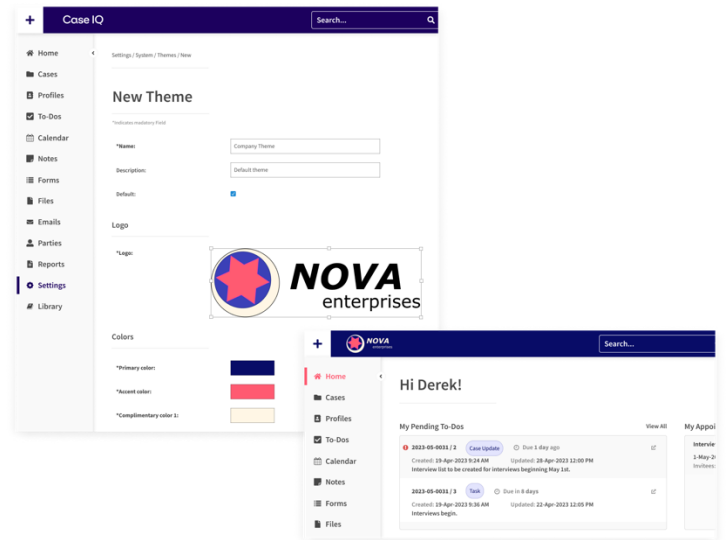 + Case IQ Search...
Home
Cases
Profiles
To-Dos
Calendar
Notes
Forms
Files
Emails
Parties
Reports
Settings
Library
Settings / System / Themes / New
New Theme
*Indicates madatory Field
*Name: Company Theme
Description: Default theme
Default:
Logo
*Logo:
NOVA
enterprises
Colors
*Primary color:
*Accent color:
*Complimentary color 1:
+ NOVA Search...
enterprises
Home
Cases
Profiles
To-Dos
Calendar
Notes
Forms
Files
Hi Derek!
My Pending To-Dos View All
2023-05-0031 / 2 Case Update Due 1 day ago
Created: 19-Apr-2023 9:24 AM Updated: 28-Apr-2023 12:00 PM
Interview list to be created for interviews beginning May 1st.
2023-05-0031 / 3 Task Due in 8 days
Created: 19-Apr-2023 9:36 AM Updated: 22-Apr-2023 12:05 PM
Interviews begin.
My Appoi
Intervie
1-May-2
Invitees: